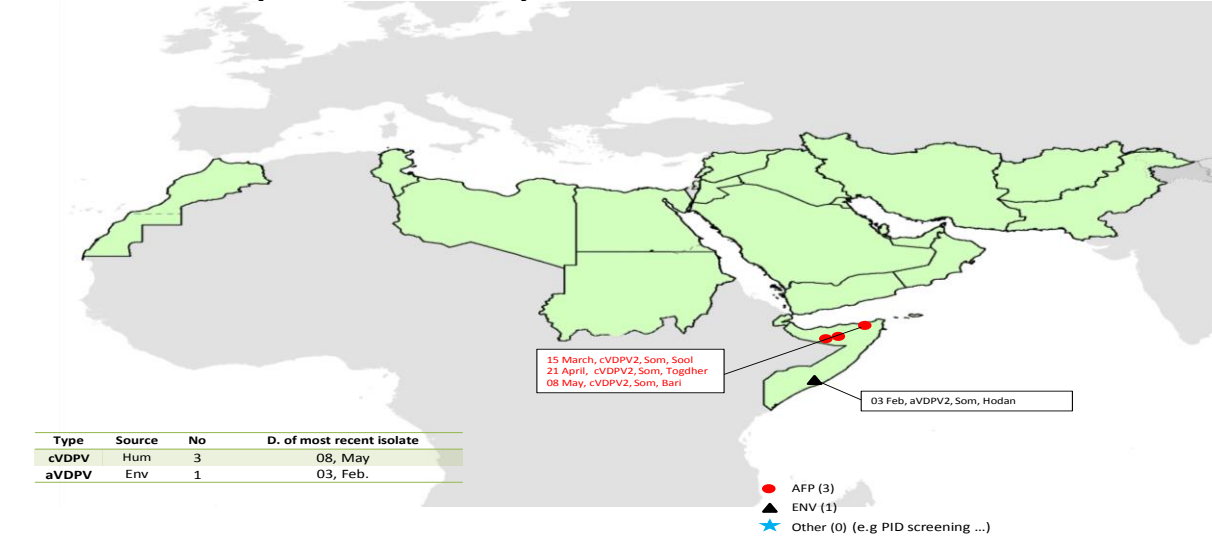 15 March, cVDPV2, Som, Sool
21 April, cVDPV2, Som, Togdher
08 May, cVDPV2, Som, Bari
03 Feb, aVDPV2, Som, Hodan
Type Source No D. of most recent isolate
cVDPV Hum 3 08, May
aVDPV Env 1 03, Feb.
AFP (3)
ENV (1)
Other (0) (e.g PID screening ...)